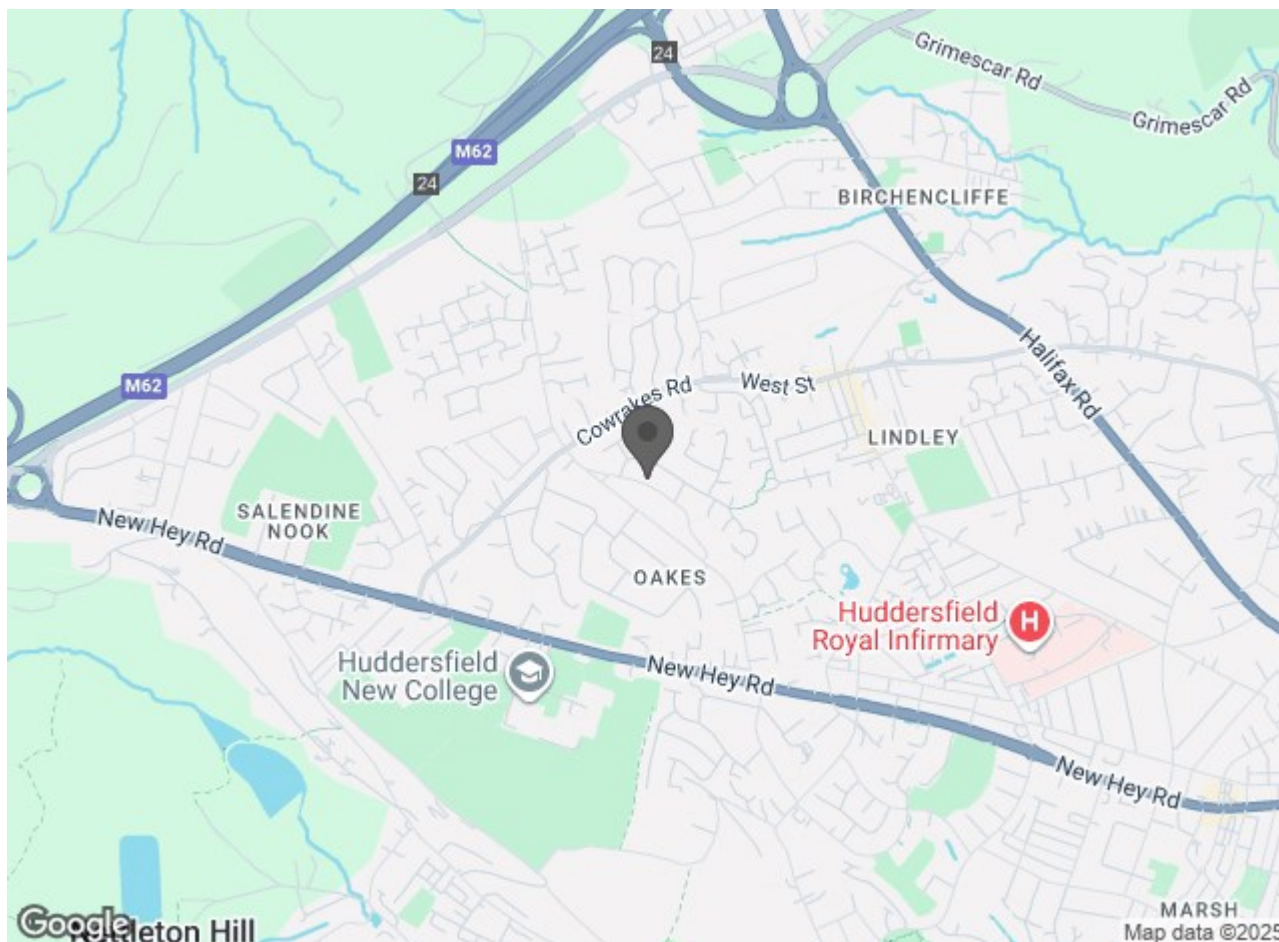 24
Grimescar Rd
Grimescar Rd
M62
24
BIRCHENCLIFFE
Halifax Rd
M62
West St
Cowrakes Rd
LINDLEY
SALENDINE
NOOK
New Hey Rd
OAKES
Huddersfield
Royal Infirmary
H
Huddersfield
New College
New Hey Rd
New Hey Rd
MARSH
Google
leton Hill
Map data ©2025